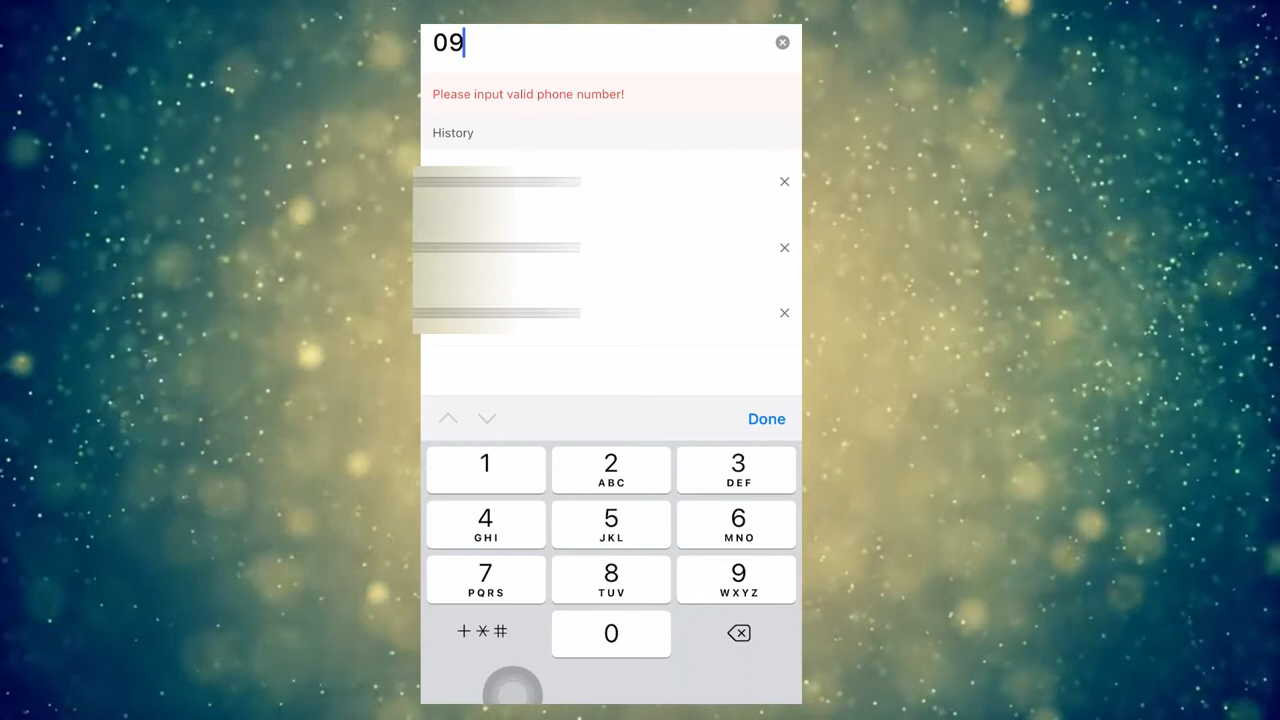 09
Please input valid phone number!
History
Done
1
2
ABC
3
DEF
4
GHI
5
JKL
6
MNO
7
PQRS
8
TUV
9
WXYZ
+*#
0